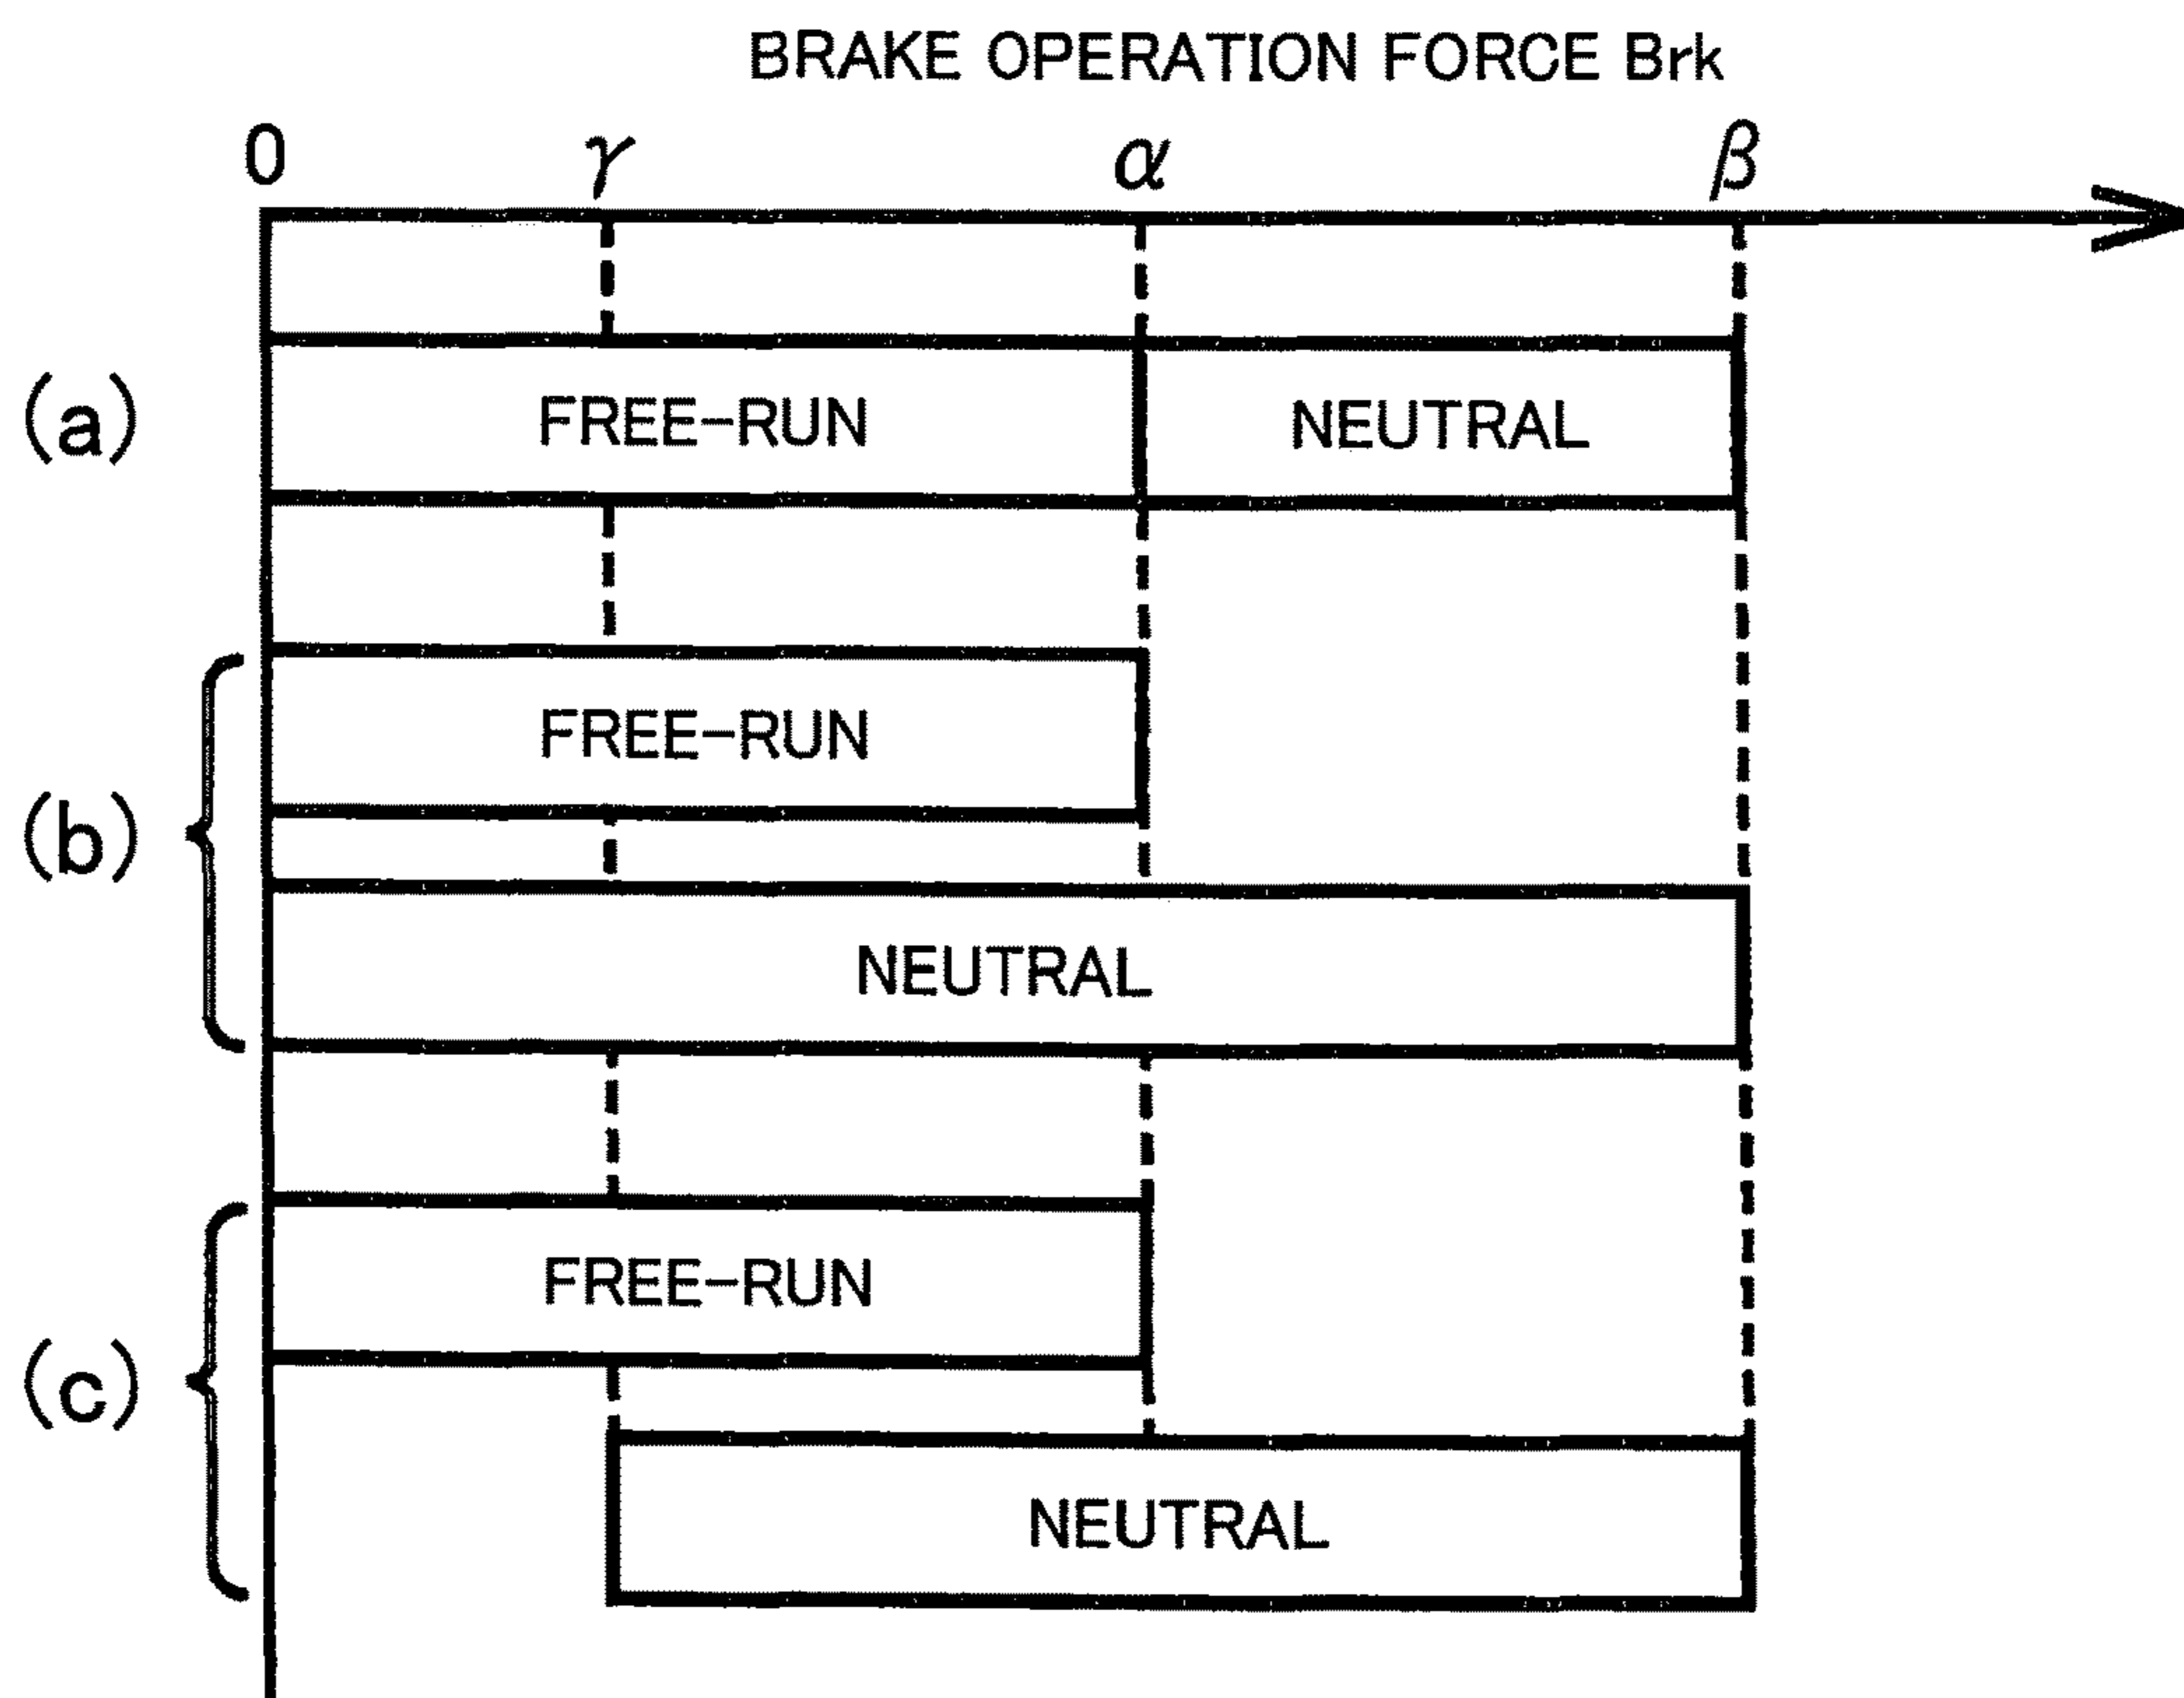 BRAKE OPERATION FORCE Brk
0 γ α β
(a) FREE-RUN NEUTRAL
FREE-RUN
(b)
NEUTRAL
FREE-RUN
(c)
NEUTRAL